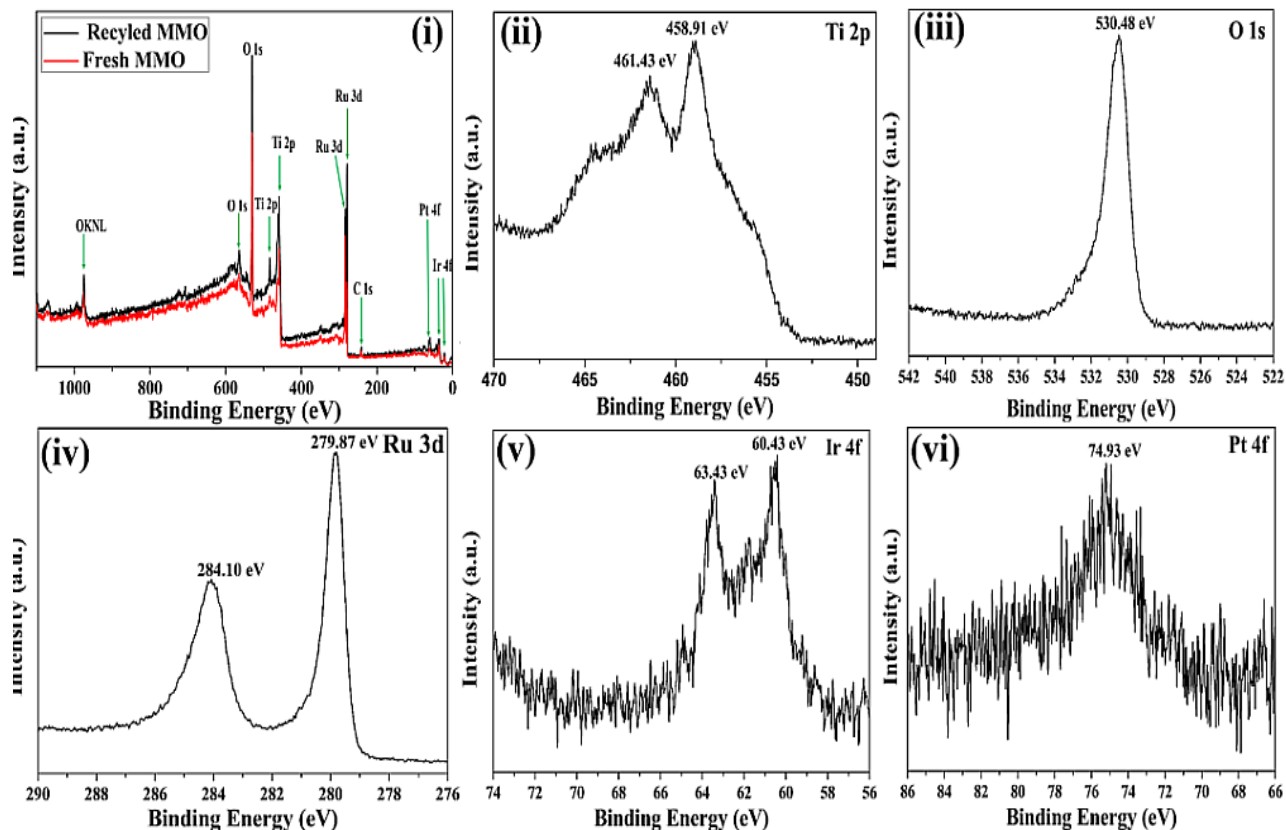 (i)
Recyled MMO
Fresh MMO
O 1s
Ru 3d
Ti 2p
Ru 3d
O 1s
Ti 2p
Pt 4f
OKNL
Ir 4f
C 1s
Intensity (a.u.)
1000 800 600 400 200 0
Binding Energy (eV)
(ii)
458.91 eV
Ti 2p
461.43 eV
Intensity (a.u.)
470 465 460 455 450
Binding Energy (eV)
(iii)
530.48 eV
O 1s
Intensity (a.u.)
542 540 538 536 534 532 530 528 526 524 522
Binding Energy (eV)
(iv)
279.87 eV
Ru 3d
284.10 eV
Intensity (a.u.)
290 288 286 284 282 280 278 276
Binding Energy (eV)
(v)
60.43 eV
Ir 4f
63.43 eV
Intensity (a.u.)
74 72 70 68 66 64 62 60 58 56
Binding Energy (eV)
(vi)
74.93 eV
Pt 4f
Intensity (a.u.)
86 84 82 80 78 76 74 72 70 68 66
Binding Energy (eV)